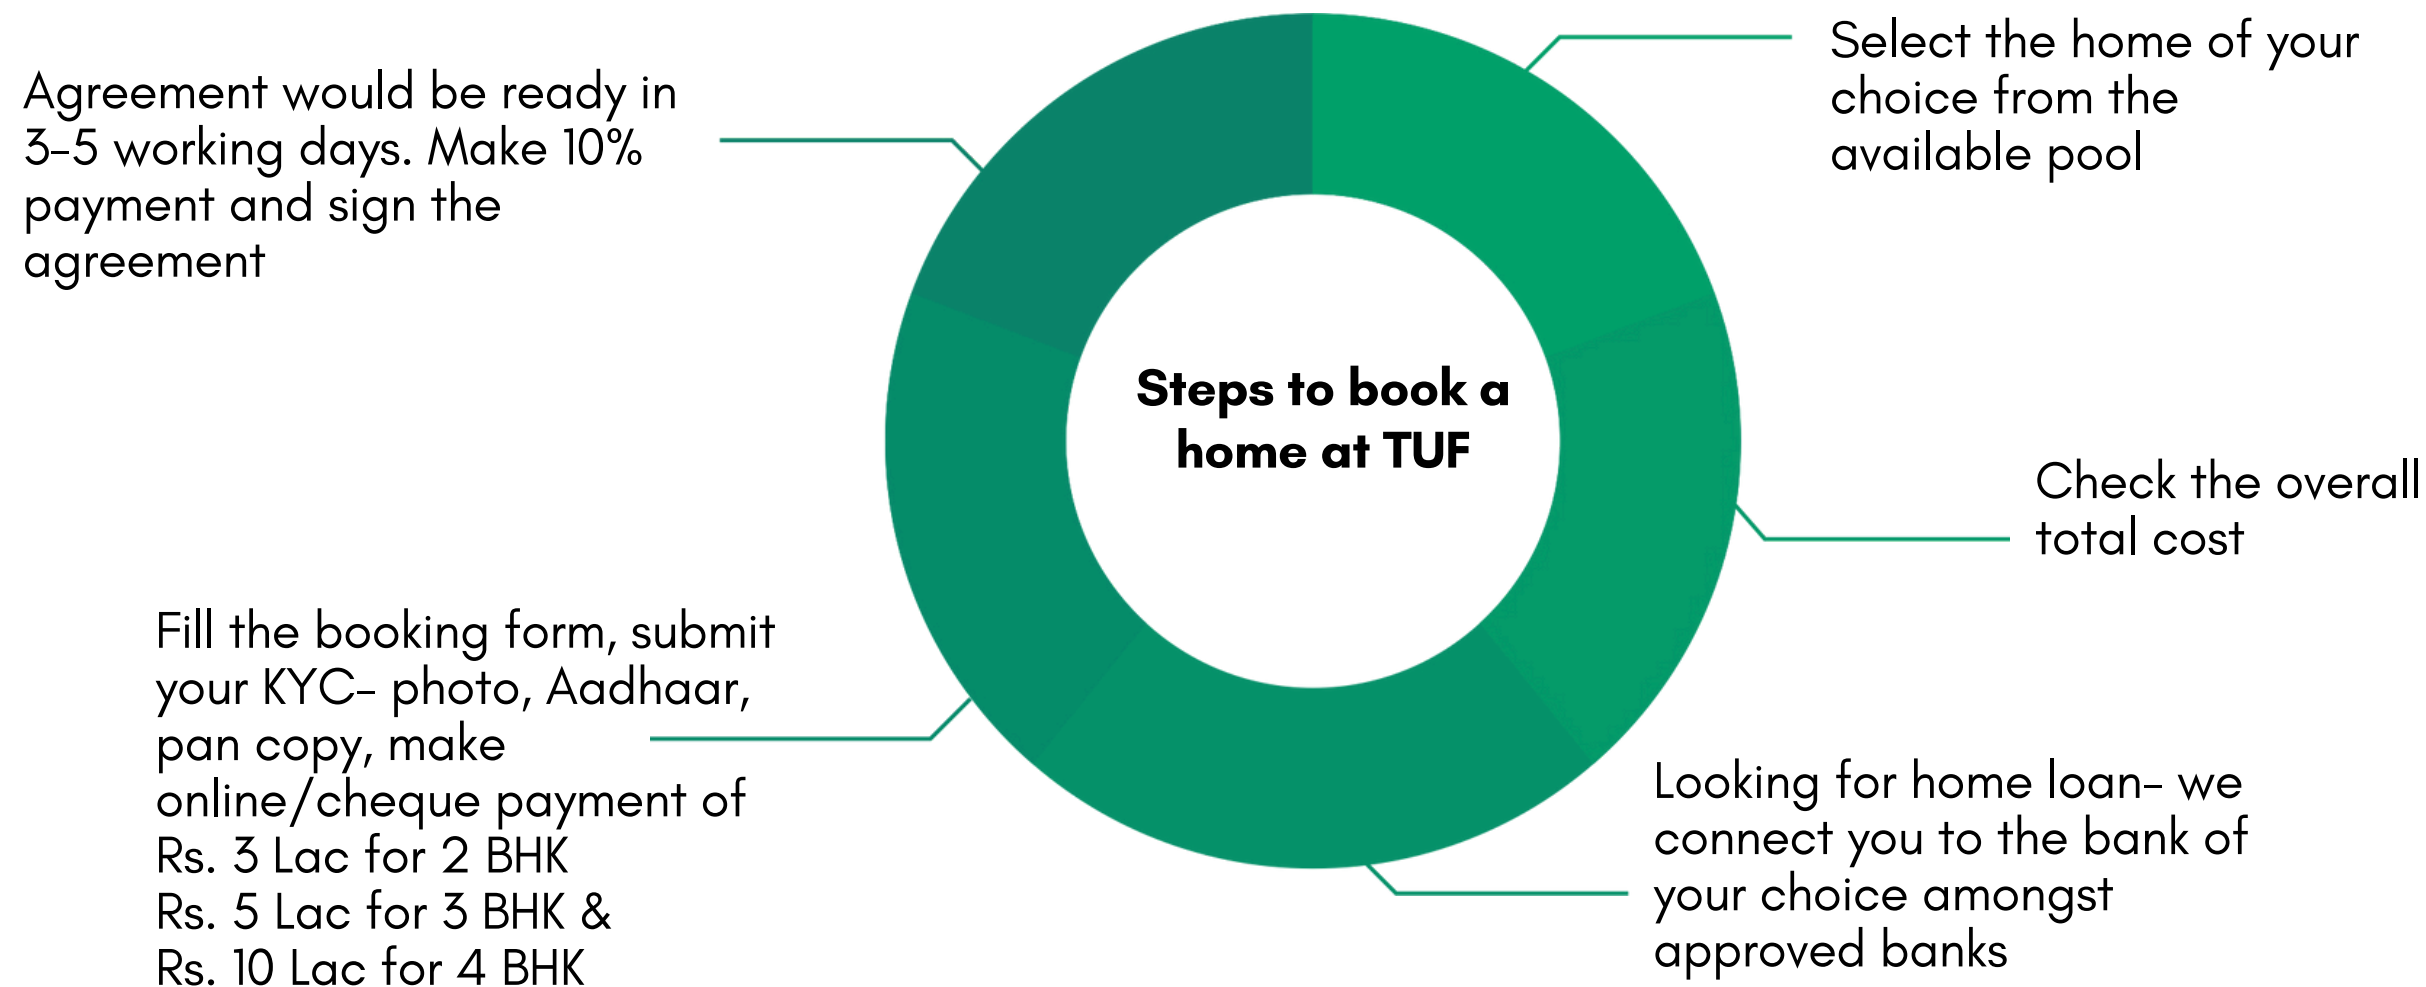 Steps to book a
home at TUF
Select the home of your
choice from the
available pool
Check the overall
total cost
Looking for home loan- we
connect you to the bank of
your choice amongst
approved banks
Fill the booking form, submit
your KYC- photo, Aadhaar,
pan copy, make
online/cheque payment of
Rs. 3 Lac for 2 BHK
Rs. 5 Lac for 3 BHK &
Rs. 10 Lac for 4 BHK
Agreement would be ready in
3-5 working days. Make 10%
payment and sign the
agreement